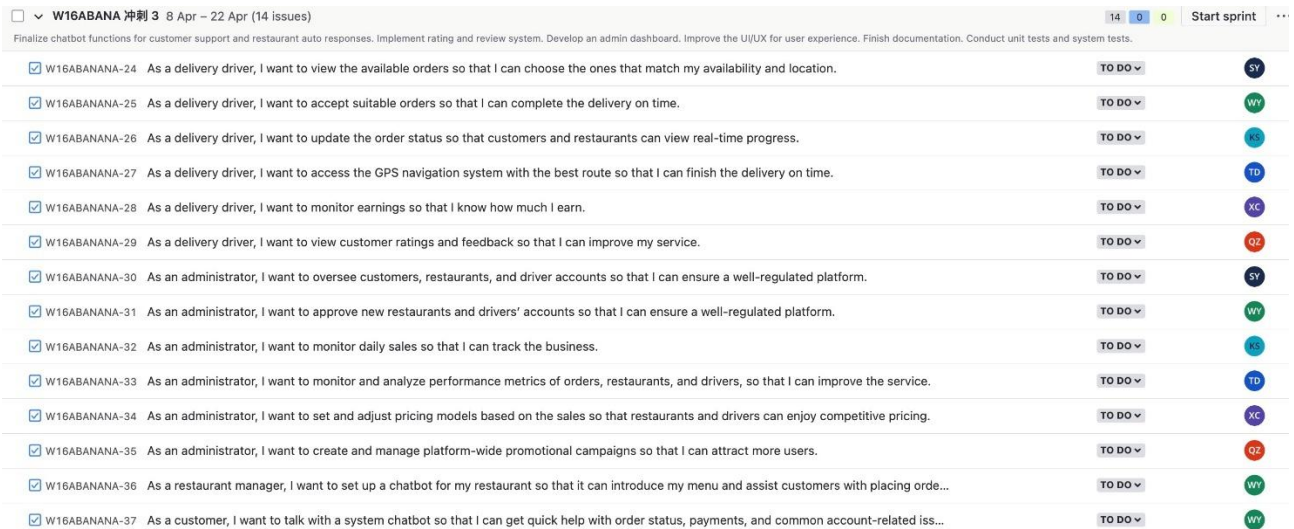 W16ABANA 冲刺 3 8 Apr – 22 Apr (14 issues) 14 0 0 Start sprint ...
Finalize chatbot functions for customer support and restaurant auto responses. Implement rating and review system. Develop an admin dashboard. Improve the UI/UX for user experience. Finish documentation. Conduct unit tests and system tests.
W16ABANANA-24 As a delivery driver, I want to view the available orders so that I can choose the ones that match my availability and location. TO DO SY
W16ABANANA-25 As a delivery driver, I want to accept suitable orders so that I can complete the delivery on time. TO DO WY
W16ABANANA-26 As a delivery driver, I want to update the order status so that customers and restaurants can view real-time progress. TO DO KS
W16ABANANA-27 As a delivery driver, I want to access the GPS navigation system with the best route so that I can finish the delivery on time. TO DO TD
W16ABANANA-28 As a delivery driver, I want to monitor earnings so that I know how much I earn. TO DO XC
W16ABANANA-29 As a delivery driver, I want to view customer ratings and feedback so that I can improve my service. TO DO QZ
W16ABANANA-30 As an administrator, I want to oversee customers, restaurants, and driver accounts so that I can ensure a well-regulated platform. TO DO SY
W16ABANANA-31 As an administrator, I want to approve new restaurants and drivers' accounts so that I can ensure a well-regulated platform. TO DO WY
W16ABANANA-32 As an administrator, I want to monitor daily sales so that I can track the business. TO DO KS
W16ABANANA-33 As an administrator, I want to monitor and analyze performance metrics of orders, restaurants, and drivers, so that I can improve the service. TO DO TD
W16ABANANA-34 As an administrator, I want to set and adjust pricing models based on the sales so that restaurants and drivers can enjoy competitive pricing. TO DO XC
W16ABANANA-35 As an administrator, I want to create and manage platform-wide promotional campaigns so that I can attract more users. TO DO QZ
W16ABANANA-36 As a restaurant manager, I want to set up a chatbot for my restaurant so that it can introduce my menu and assist customers with placing orde... TO DO WY
W16ABANANA-37 As a customer, I want to talk with a system chatbot so that I can get quick help with order status, payments, and common account-related iss... TO DO WY